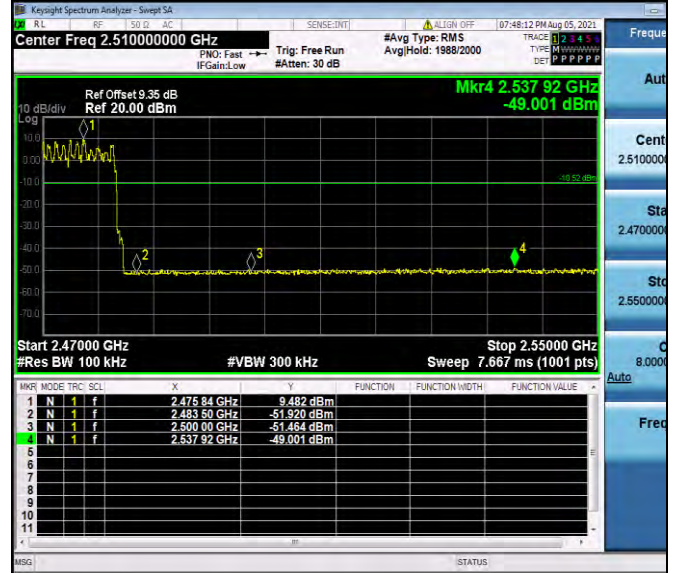 Keysight Spectrum Analyzer - Swept SA
RL RF 50 Ω AC SENSE:INT ALIGN OFF 07:48:12 PM Aug 05, 2021
Center Freq 2.510000000 GHz #Avg Type: RMS TRACE 1 2 3 4 5 6
PNO: Fast Trig: Free Run Avg|Hold: 1988/2000 TYPE M
IFGain:Low #Atten: 30 dB DET P P P P P P
Freque
Aut
Cent
2.510000
Sta
2.470000
Sto
2.550000
C
8.0000
Auto
Freq
Mkr4 2.537 92 GHz
-49.001 dBm
Ref Offset 9.35 dB
10 dB/div Ref 20.00 dBm
Log
10.0
0.00
-10.0
-20.0
-30.0
-40.0
-50.0
-60.0
-70.0
1
2
3
4
-10.52 dBm
Start 2.47000 GHz Stop 2.55000 GHz
#Res BW 100 kHz #VBW 300 kHz Sweep 7.667 ms (1001 pts)
MKR MODE TRC SCL X Y FUNCTION FUNCTION WIDTH FUNCTION VALUE
1 N 1 f 2.475 84 GHz 9.482 dBm
2 N 1 f 2.483 50 GHz -51.920 dBm
3 N 1 f 2.500 00 GHz -51.464 dBm
4 N 1 f 2.537 92 GHz -49.001 dBm
5
6
7
8
9
10
11
MSG STATUS